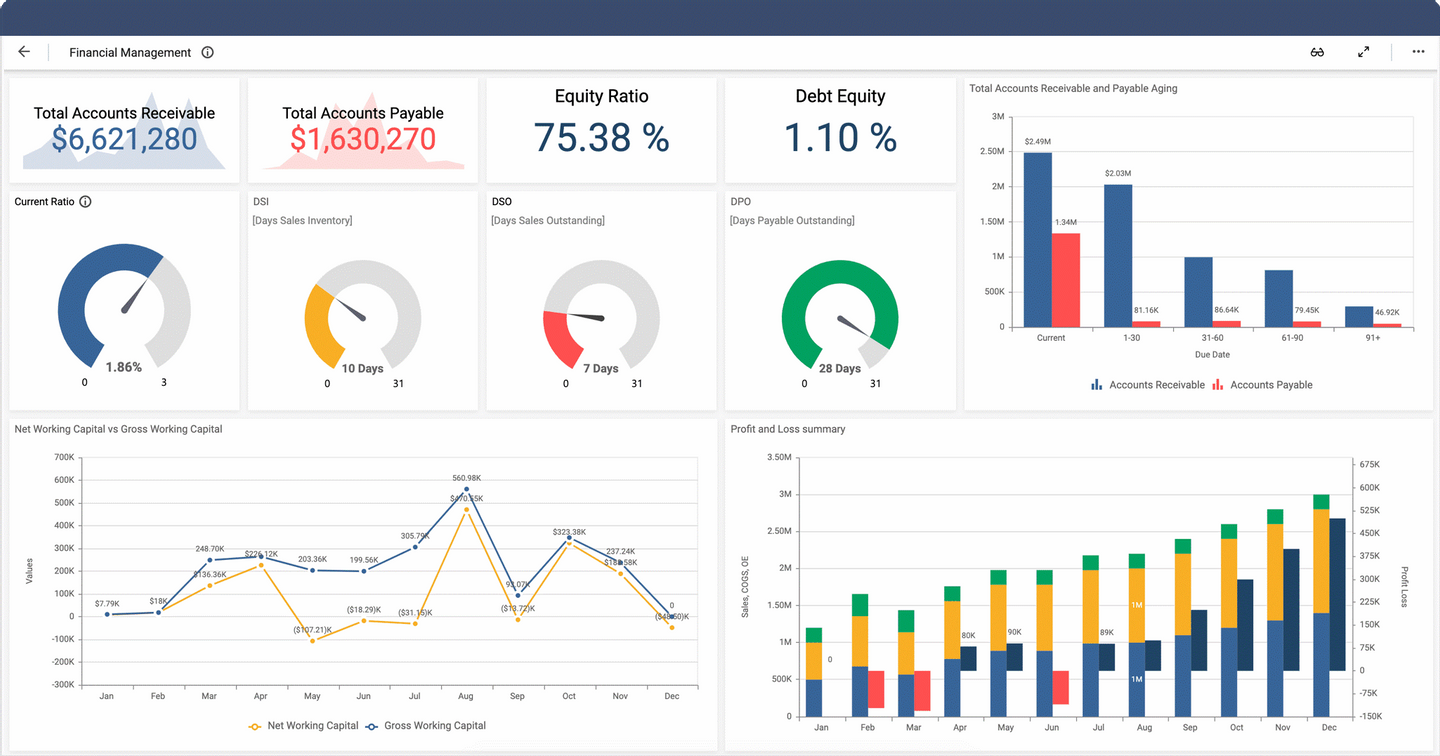 Financial Management
Total Accounts Receivable
$6,621,280
Total Accounts Payable
$1,630,270
Equity Ratio
75.38 %
Debt Equity
1.10 %
Total Accounts Receivable and Payable Aging
3M
2.50M
2M
1.50M
1M
500K
0
$2.49M
1.34M
$2.03M
81.16K
86.64K
79.45K
46.92K
Current
1-30
31-60
61-90
91+
Due Date
Accounts Receivable
Accounts Payable
Current Ratio
1.86%
0
3
DSI
[Days Sales Inventory]
10 Days
0
31
DSO
[Days Sales Outstanding]
7 Days
0
31
DPO
[Days Payable Outstanding]
28 Days
0
31
Net Working Capital vs Gross Working Capital
Values
700K
600K
500K
400K
300K
200K
100K
0
-100K
-200K
-300K
$7.79M
$18K
248.70K
$136.36K
$226.12K
203.36K
($107.21)K
199.56K
($18.29)K
305.79K
($31.15)K
560.98K
$470.55K
93.07K
($13.72)K
$323.38K
237.24K
0
Jan
Feb
Mar
Apr
May
Jun
Jul
Aug
Sep
Oct
Nov
Dec
Net Working Capital
Gross Working Capital
Profit and Loss summary
Sales, COGS, OE
3.50M
3M
2.50M
2M
1.50M
1M
500K
0
0
80K
90K
89K
1M
1M
675K
600K
525K
450K
375K
300K
225K
150K
75K
0
-75K
-150K
Profit Loss
Jan
Feb
Mar
Apr
May
Jun
Jul
Aug
Sep
Oct
Nov
Dec